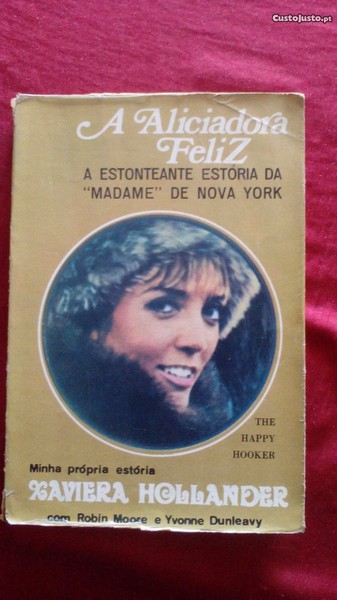 CustoJusto.pt
A Aliciadora
Feliz
A ESTONTEANTE ESTÓRIA DA
“MADAME” DE NOVA YORK
THE
HAPPY
HOOKER
Minha própria estória
XAVIERA HOLLANDER
com Robin Moore e Yvonne Dunleavy